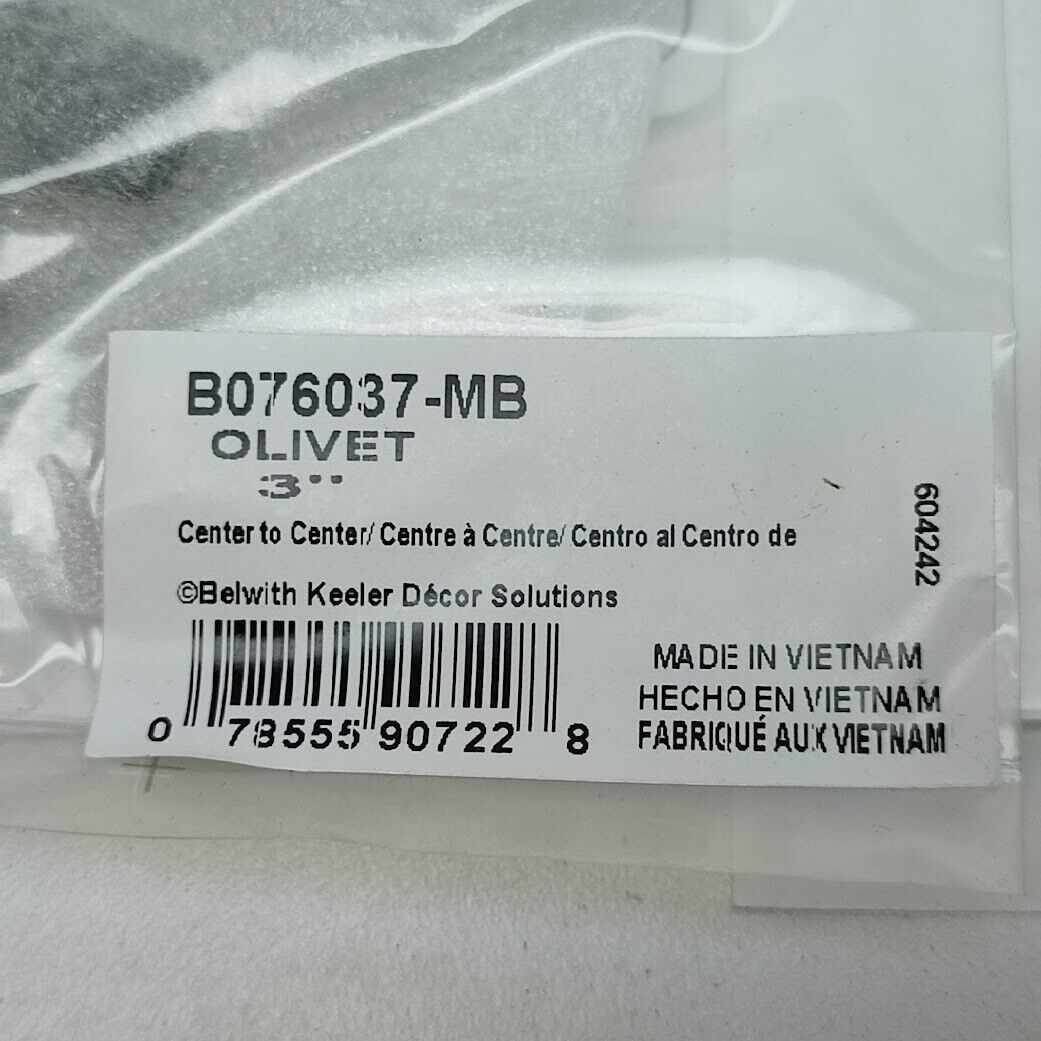 B076037-MB
OLIVET
3"
Center to Center/ Centre à Centre/ Centro al Centro de
©Belwith Keeler Décor Solutions
0 78555 90722 8
MADE IN VIETNAM
HECHO EN VIETNAM
FABRIQUÉ AUX VIETNAM
604242